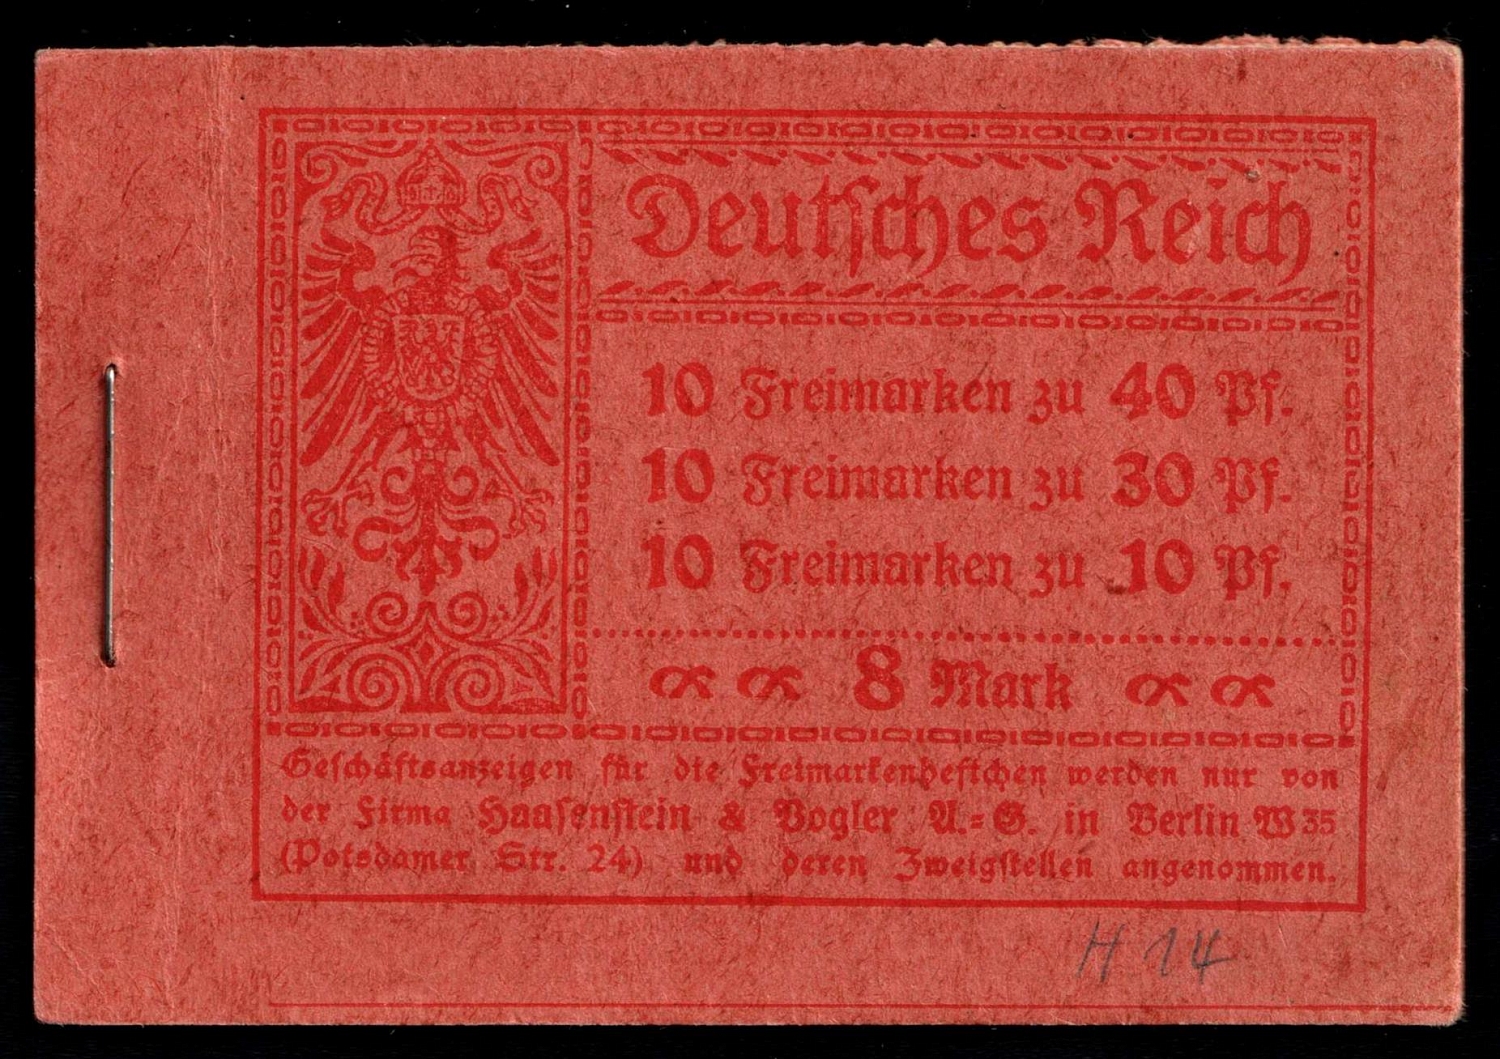 Deutsches Reich
10 Freimarken zu 40 Pf.
10 Freimarken zu 30 Pf.
10 Freimarken zu 10 Pf.
8 Mark
Geschäftsanzeigen für die Freimarkenheftchen werden nur von
der Firma Haasenstein & Vogler A.=G. in Berlin W 35
(Potsdamer Str. 24) und deren Zweigstellen angenommen.
H 14